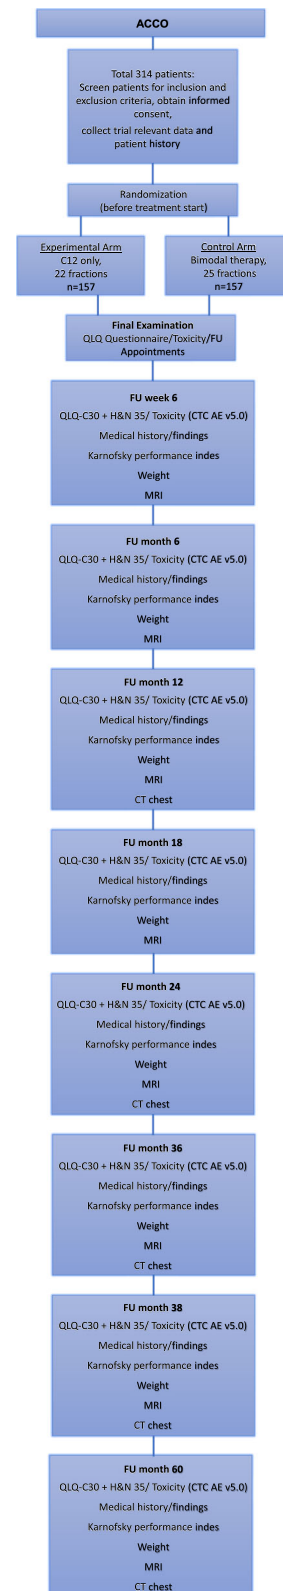 ACCO
Total 314 patients:
Screen patients for inclusion and
exclusion criteria, obtain informed
consent,
collect trial relevant data and
patient history
Randomization
(before treatment start)
Experimental Arm
C12 only,
22 fractions
n=157
Control Arm
Bimodal therapy,
25 fractions
n=157
Final Examination
QLQ Questionnaire/Toxicity/FU
Appointments
FU week 6
QLQ-C30 + H&N 35/ Toxicity (CTC AE v5.0)
Medical history/findings
Karnofsky performance indes
Weight
MRI
FU month 6
QLQ-C30 + H&N 35/ Toxicity (CTC AE v5.0)
Medical history/findings
Karnofsky performance indes
Weight
MRI
FU month 12
QLQ-C30 + H&N 35/ Toxicity (CTC AE v5.0)
Medical history/findings
Karnofsky performance indes
Weight
MRI
CT chest
FU month 18
QLQ-C30 + H&N 35/ Toxicity (CTC AE v5.0)
Medical history/findings
Karnofsky performance indes
Weight
MRI
FU month 24
QLQ-C30 + H&N 35/ Toxicity (CTC AE v5.0)
Medical history/findings
Karnofsky performance indes
Weight
MRI
CT chest
FU month 36
QLQ-C30 + H&N 35/ Toxicity (CTC AE v5.0)
Medical history/findings
Karnofsky performance indes
Weight
MRI
CT chest
FU month 38
QLQ-C30 + H&N 35/ Toxicity (CTC AE v5.0)
Medical history/findings
Karnofsky performance indes
Weight
MRI
CT chest
FU month 60
QLQ-C30 + H&N 35/ Toxicity (CTC AE v5.0)
Medical history/findings
Karnofsky performance indes
Weight
MRI
CT chest